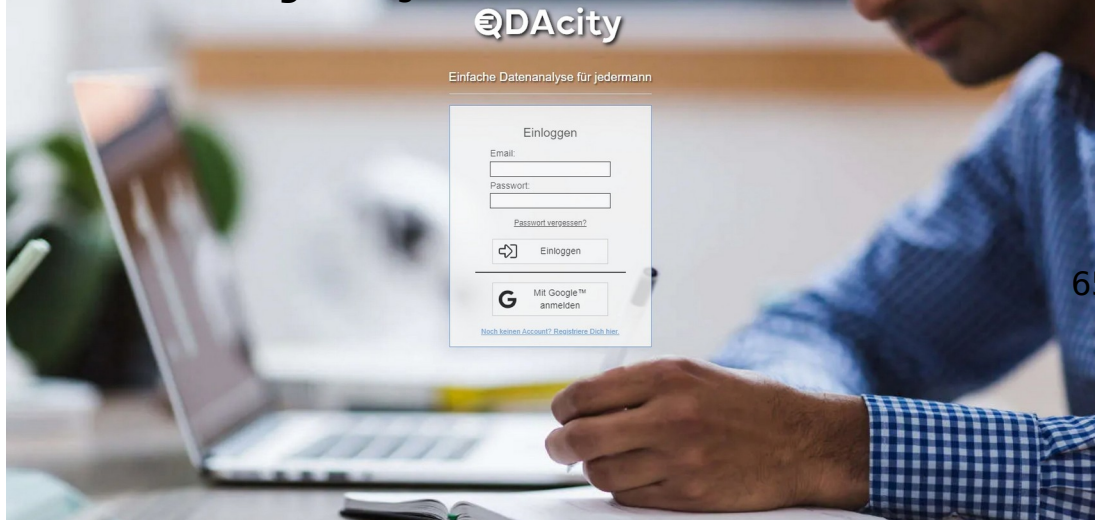 QDAcity
Einfache Datenanalyse für jedermann
Einloggen
Email:
Passwort:
Passwort vergessen?
Einloggen
Mit Google™
anmelden
Noch keinen Account? Registriere Dich hier.